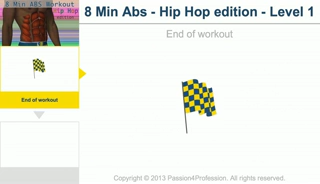 8 Min ABS Workout
Hip Hop
edition
8 Min Abs - Hip Hop edition - Level 1
End of workout
End of workout
Copyright © 2013 Passion4Profession. All rights reserved.